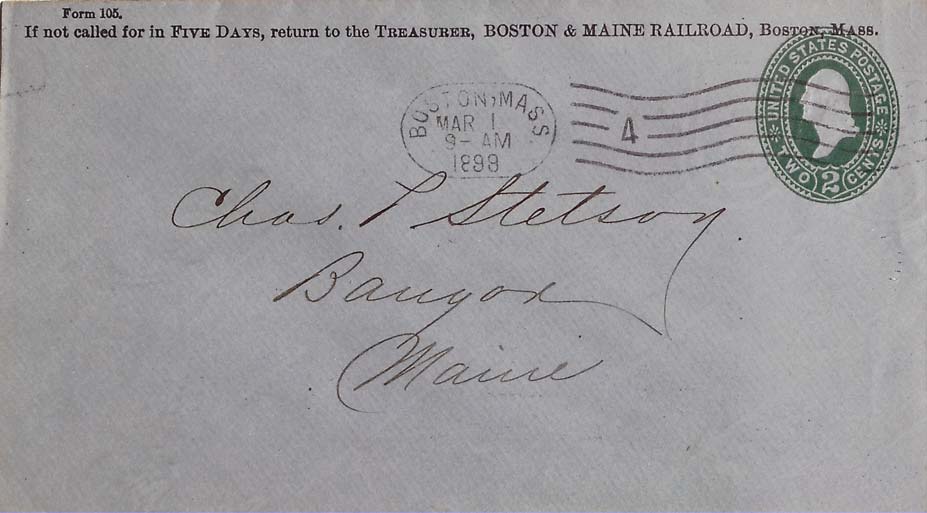 Form 105.
If not called for in FIVE DAYS, return to the TREASURER, BOSTON & MAINE RAILROAD, BOSTON, MASS.
BOSTON, MASS
MAR 1
9-AM
1898
4
UNITED STATES POSTAGE
TWO 2 CENTS
Chas. P Stetson
Bangor
Maine